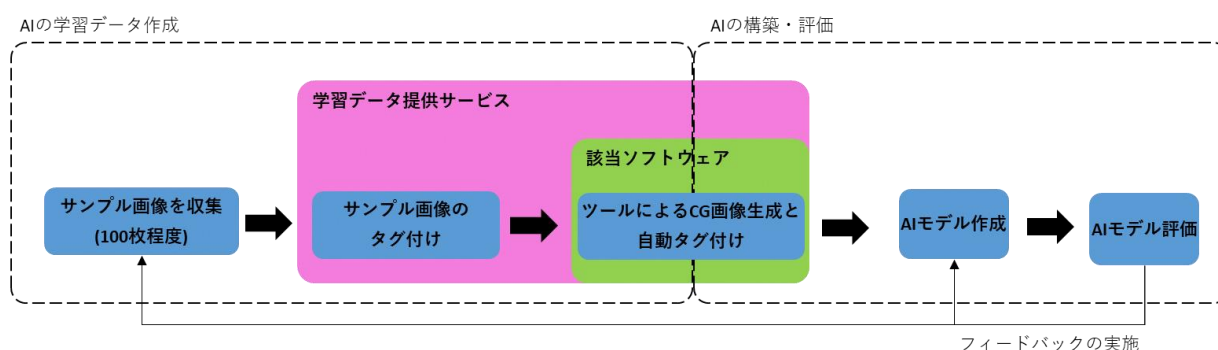 AIの学習データ作成
AIの構築・評価
学習データ提供サービス
該当ソフトウェア
サンプル画像を収集
(100枚程度)
サンプル画像の
タグ付け
ツールによるCG画像生成と
自動タグ付け
AIモデル作成
AIモデル評価
フィードバックの実施